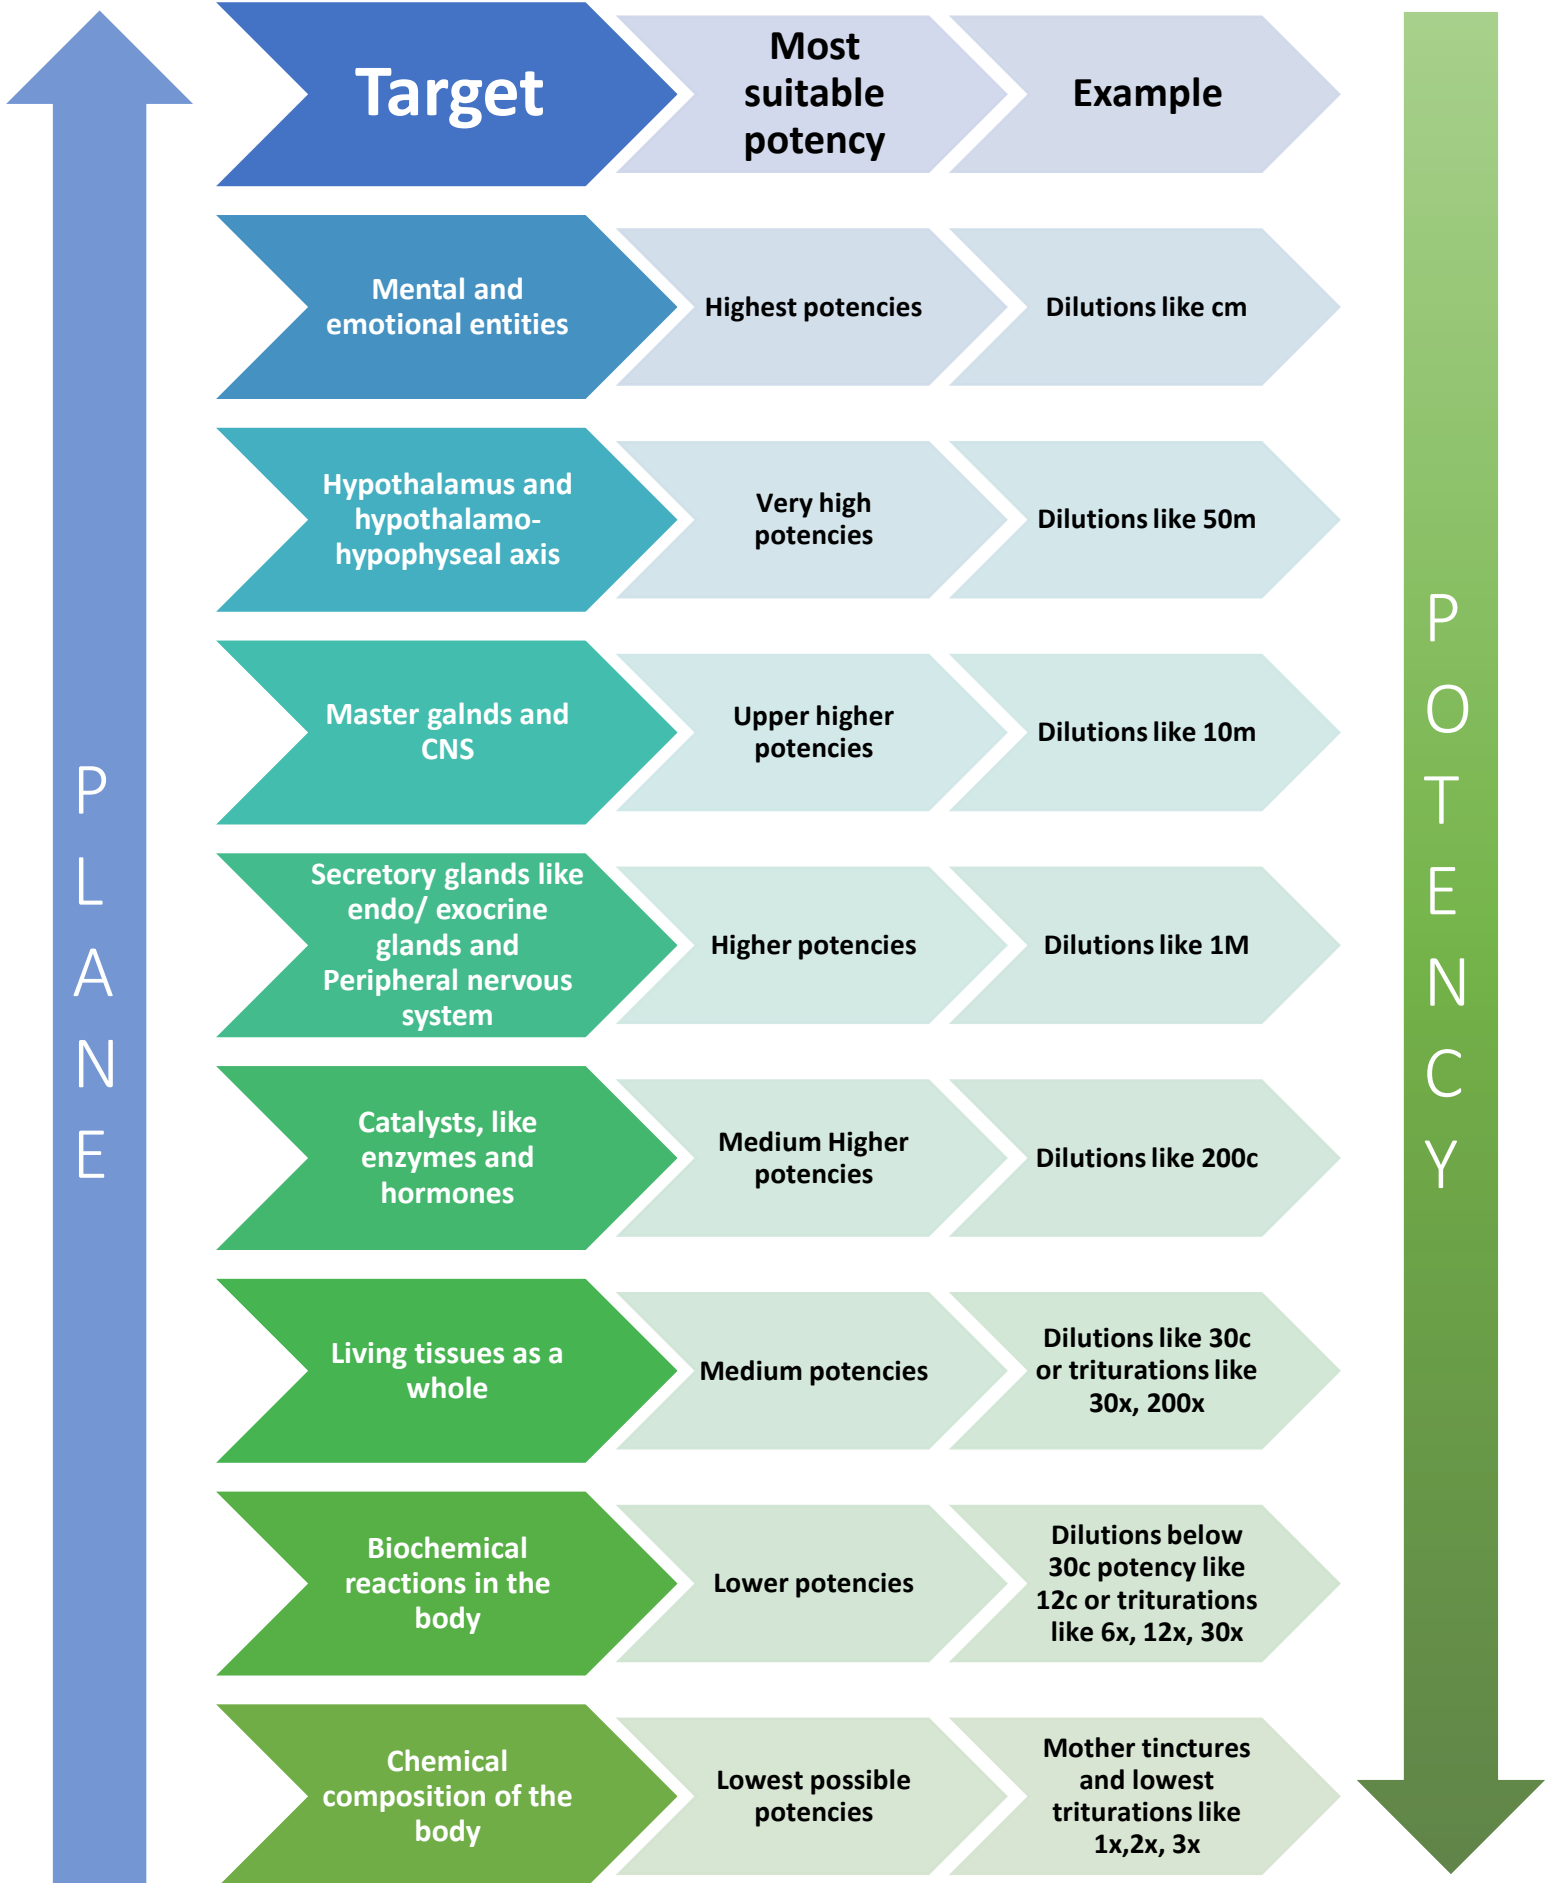 Target
Most
suitable
potency
Example
Mental and
emotional entities
Highest potencies
Dilutions like cm
Hypothalamus and
hypothalamo-
hypophyseal axis
Very high
potencies
Dilutions like 50m
Master galnds and
CNS
Upper higher
potencies
Dilutions like 10m
Secretory glands like
endo/ exocrine
glands and
Peripheral nervous
system
Higher potencies
Dilutions like 1M
Catalysts, like
enzymes and
hormones
Medium Higher
potencies
Dilutions like 200c
Living tissues as a
whole
Medium potencies
Dilutions like 30c
or triturations like
30x, 200x
Biochemical
reactions in the
body
Lower potencies
Dilutions below
30c potency like
12c or triturations
like 6x, 12x, 30x
Chemical
composition of the
body
Lowest possible
potencies
Mother tinctures
and lowest
triturations like
1x,2x, 3x
PLANE
POTENCY